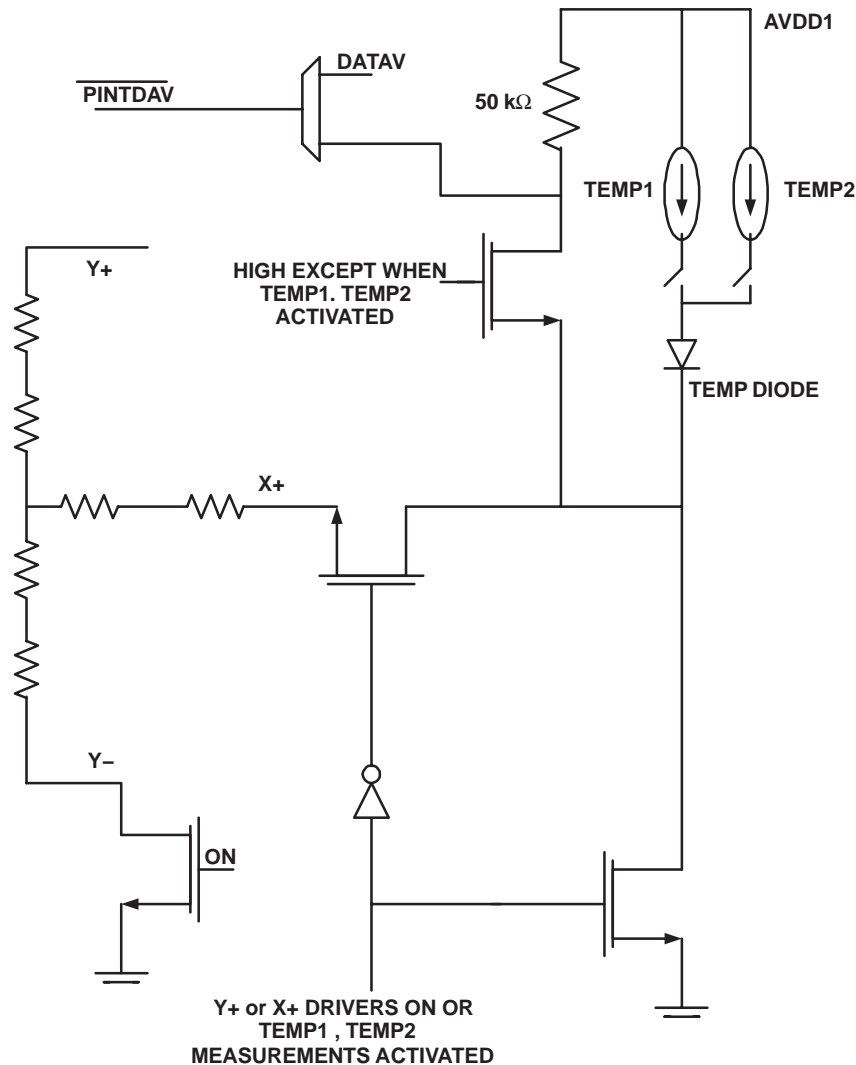 AVDD1
DATAV
PINTDAV
50 kΩ
TEMP1
TEMP2
Y+
HIGH EXCEPT WHEN
TEMP1. TEMP2
ACTIVATED
TEMP DIODE
X+
Y−
ON
Y+ or X+ DRIVERS ON OR
TEMP1 , TEMP2
MEASUREMENTS ACTIVATED